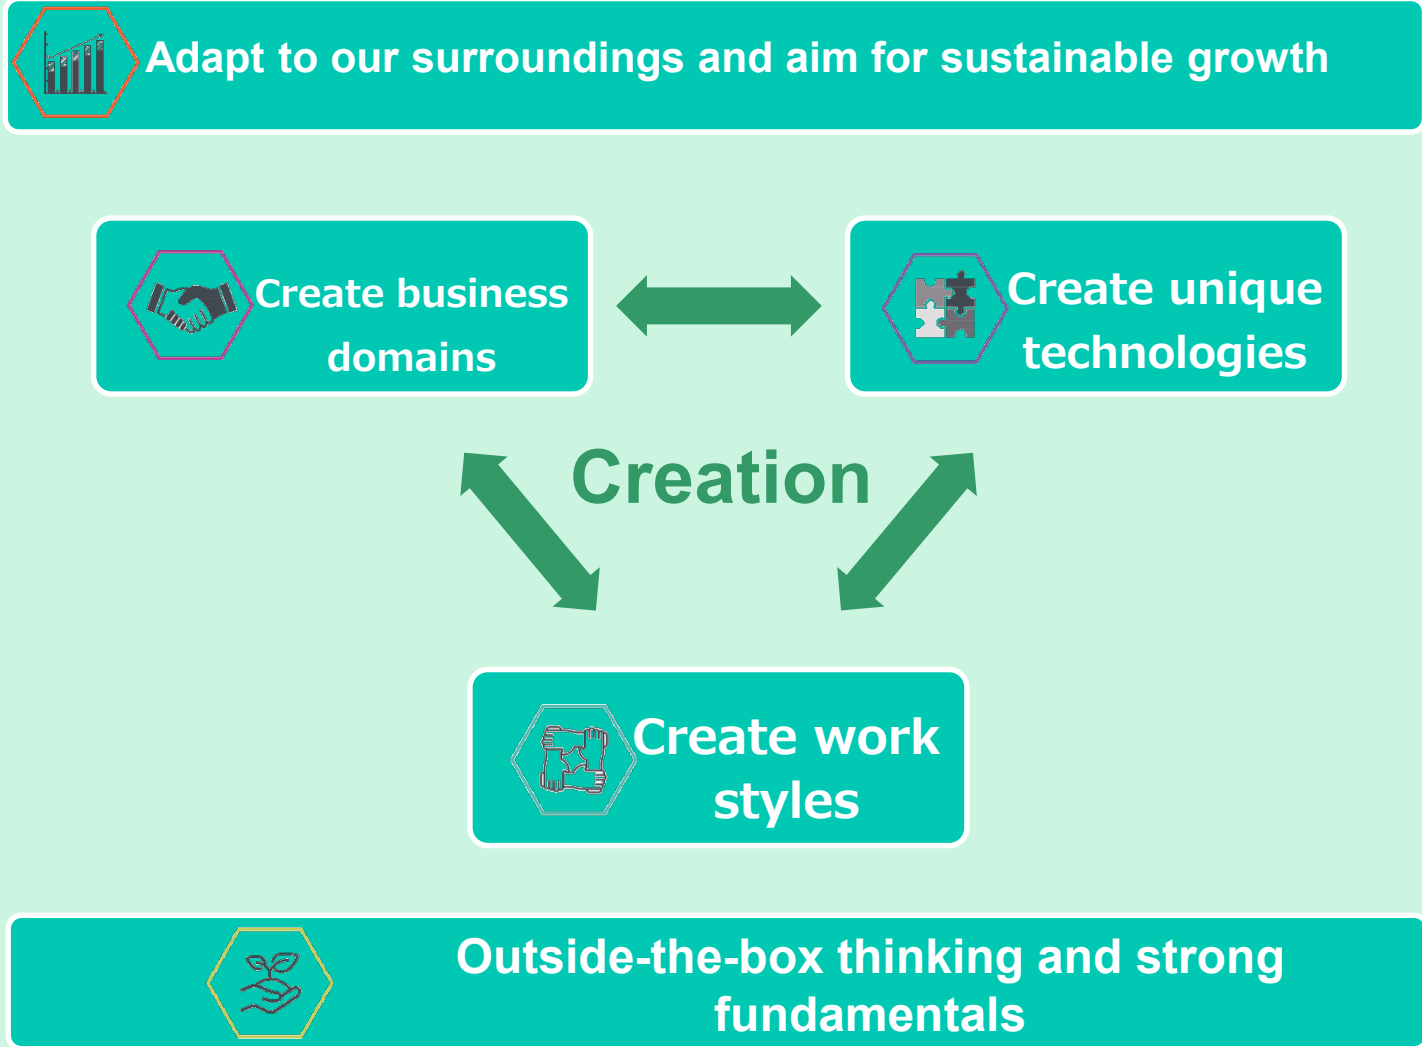 Adapt to our surroundings and aim for sustainable growth
Create business
domains
Create unique
technologies
Creation
Create work
styles
Outside-the-box thinking and strong
fundamentals